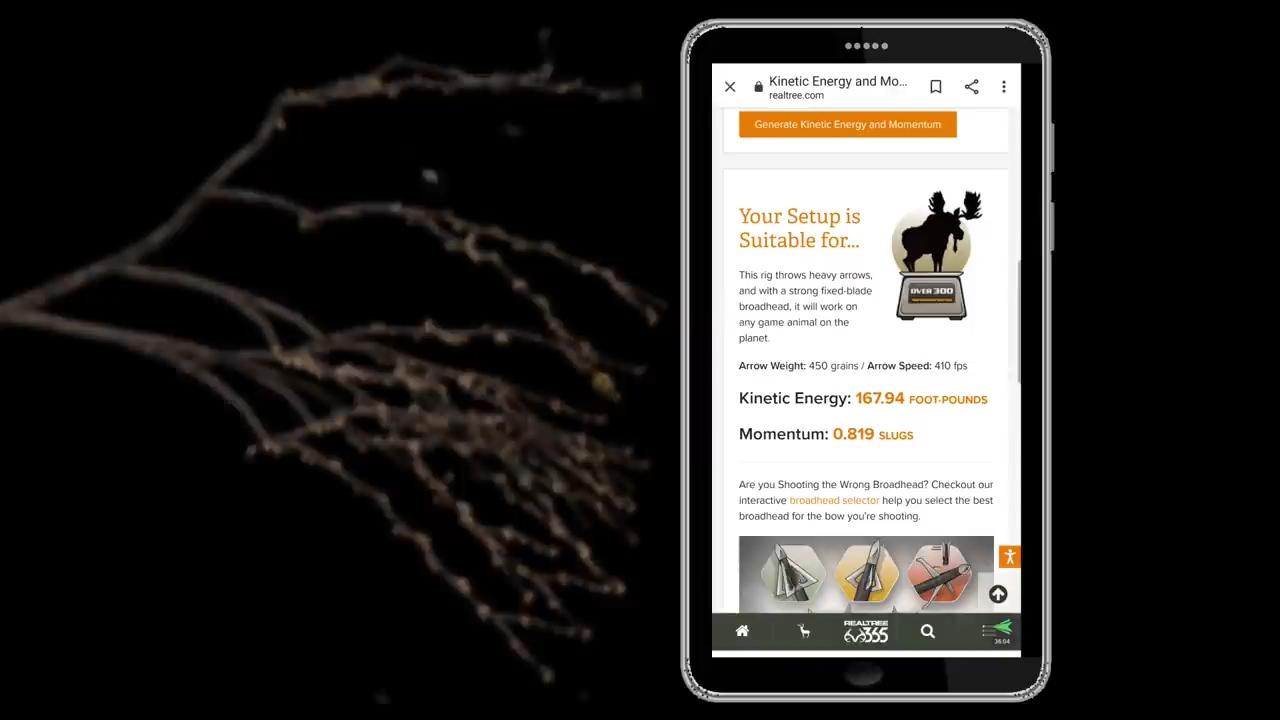 Kinetic Energy and Mo...
realtree.com
Generate Kinetic Energy and Momentum
Your Setup is
Suitable for...
This rig throws heavy arrows,
and with a strong fixed-blade
broadhead, it will work on
any game animal on the
planet.
OVER 300
Arrow Weight: 450 grains / Arrow Speed: 410 fps
Kinetic Energy: 167.94 FOOT-POUNDS
Momentum: 0.819 SLUGS
Are you Shooting the Wrong Broadhead? Checkout our
interactive broadhead selector help you select the best
broadhead for the bow you're shooting.
REALTREE
365
36:04